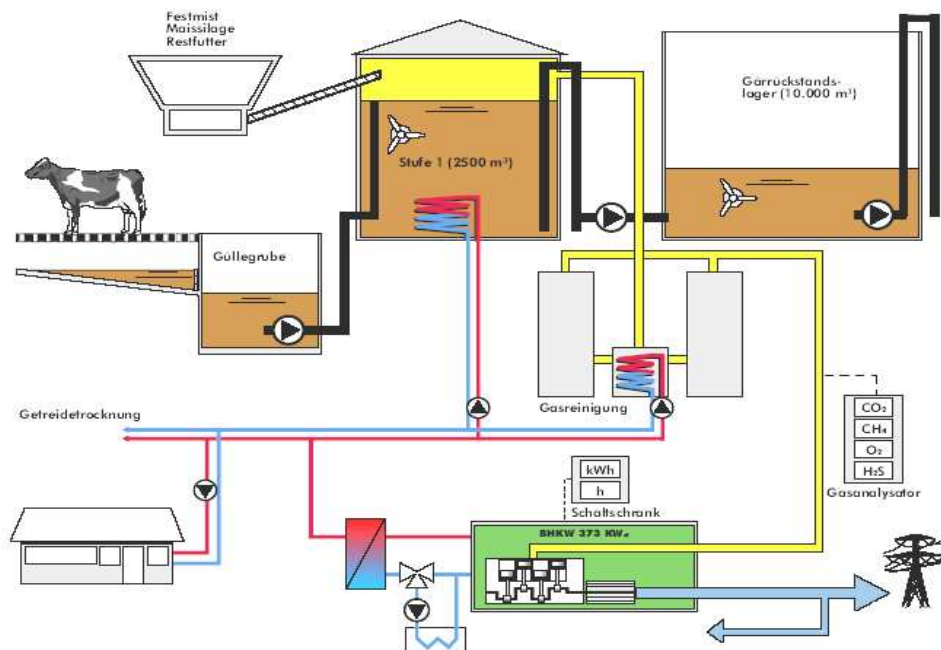 Festmist
Maissilage
Restfutter
Gärrückstands-
lager (10.000 m³)
Stufe 1 (2500 m³)
Güllegrube
Getreidetrocknung
Gasreinigung
CO₂
CH₄
O₂
H₂S
Gasanalysator
kWh
h
Schaltschrank
BHKW 373 KWₑ